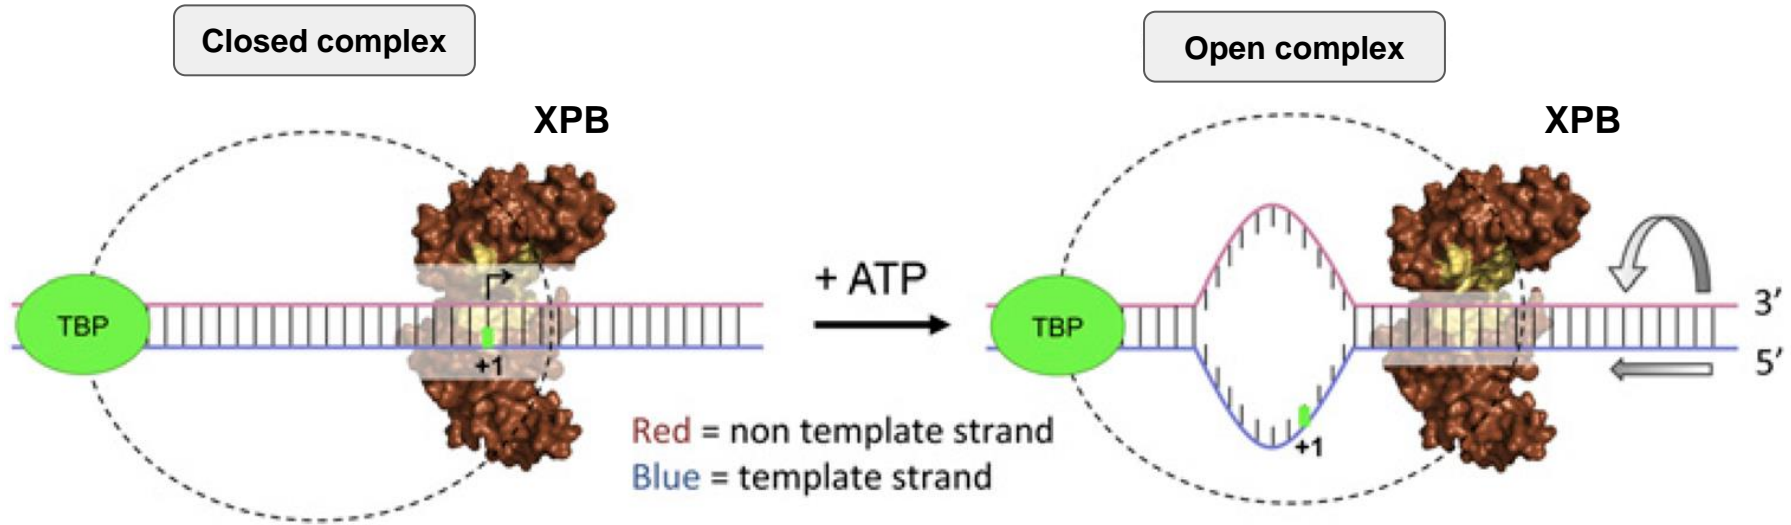 Closed complex
Open complex
XPB
XPB
TBP
+1
+ ATP
TBP
+1
3’
5’
Red = non template strand
Blue = template strand